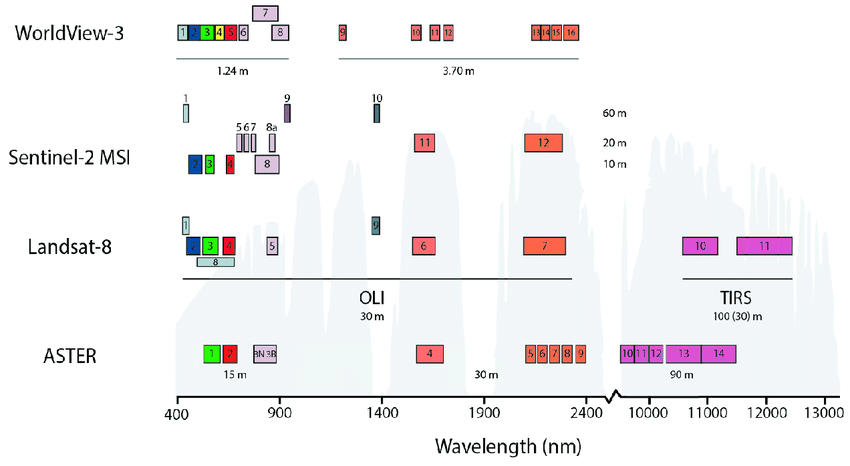 7
WorldView-3 1 2 3 4 5 6 8 9 10 11 12 13 14 15 16
1.24 m 3.70 m
1 9 10
60 m
5 6 7 8a
11 12 20 m
Sentinel-2 MSI 2 3 4 8 10 m
1 9
Landsat-8 2 3 4 5 6 7 10 11
8
OLI TIRS
30 m 100 (30) m
ASTER 1 2 3N 3B 4 5 6 7 8 9 10 11 12 13 14
15 m 30 m 90 m
400 900 1400 1900 2400 10000 11000 12000 13000
Wavelength (nm)